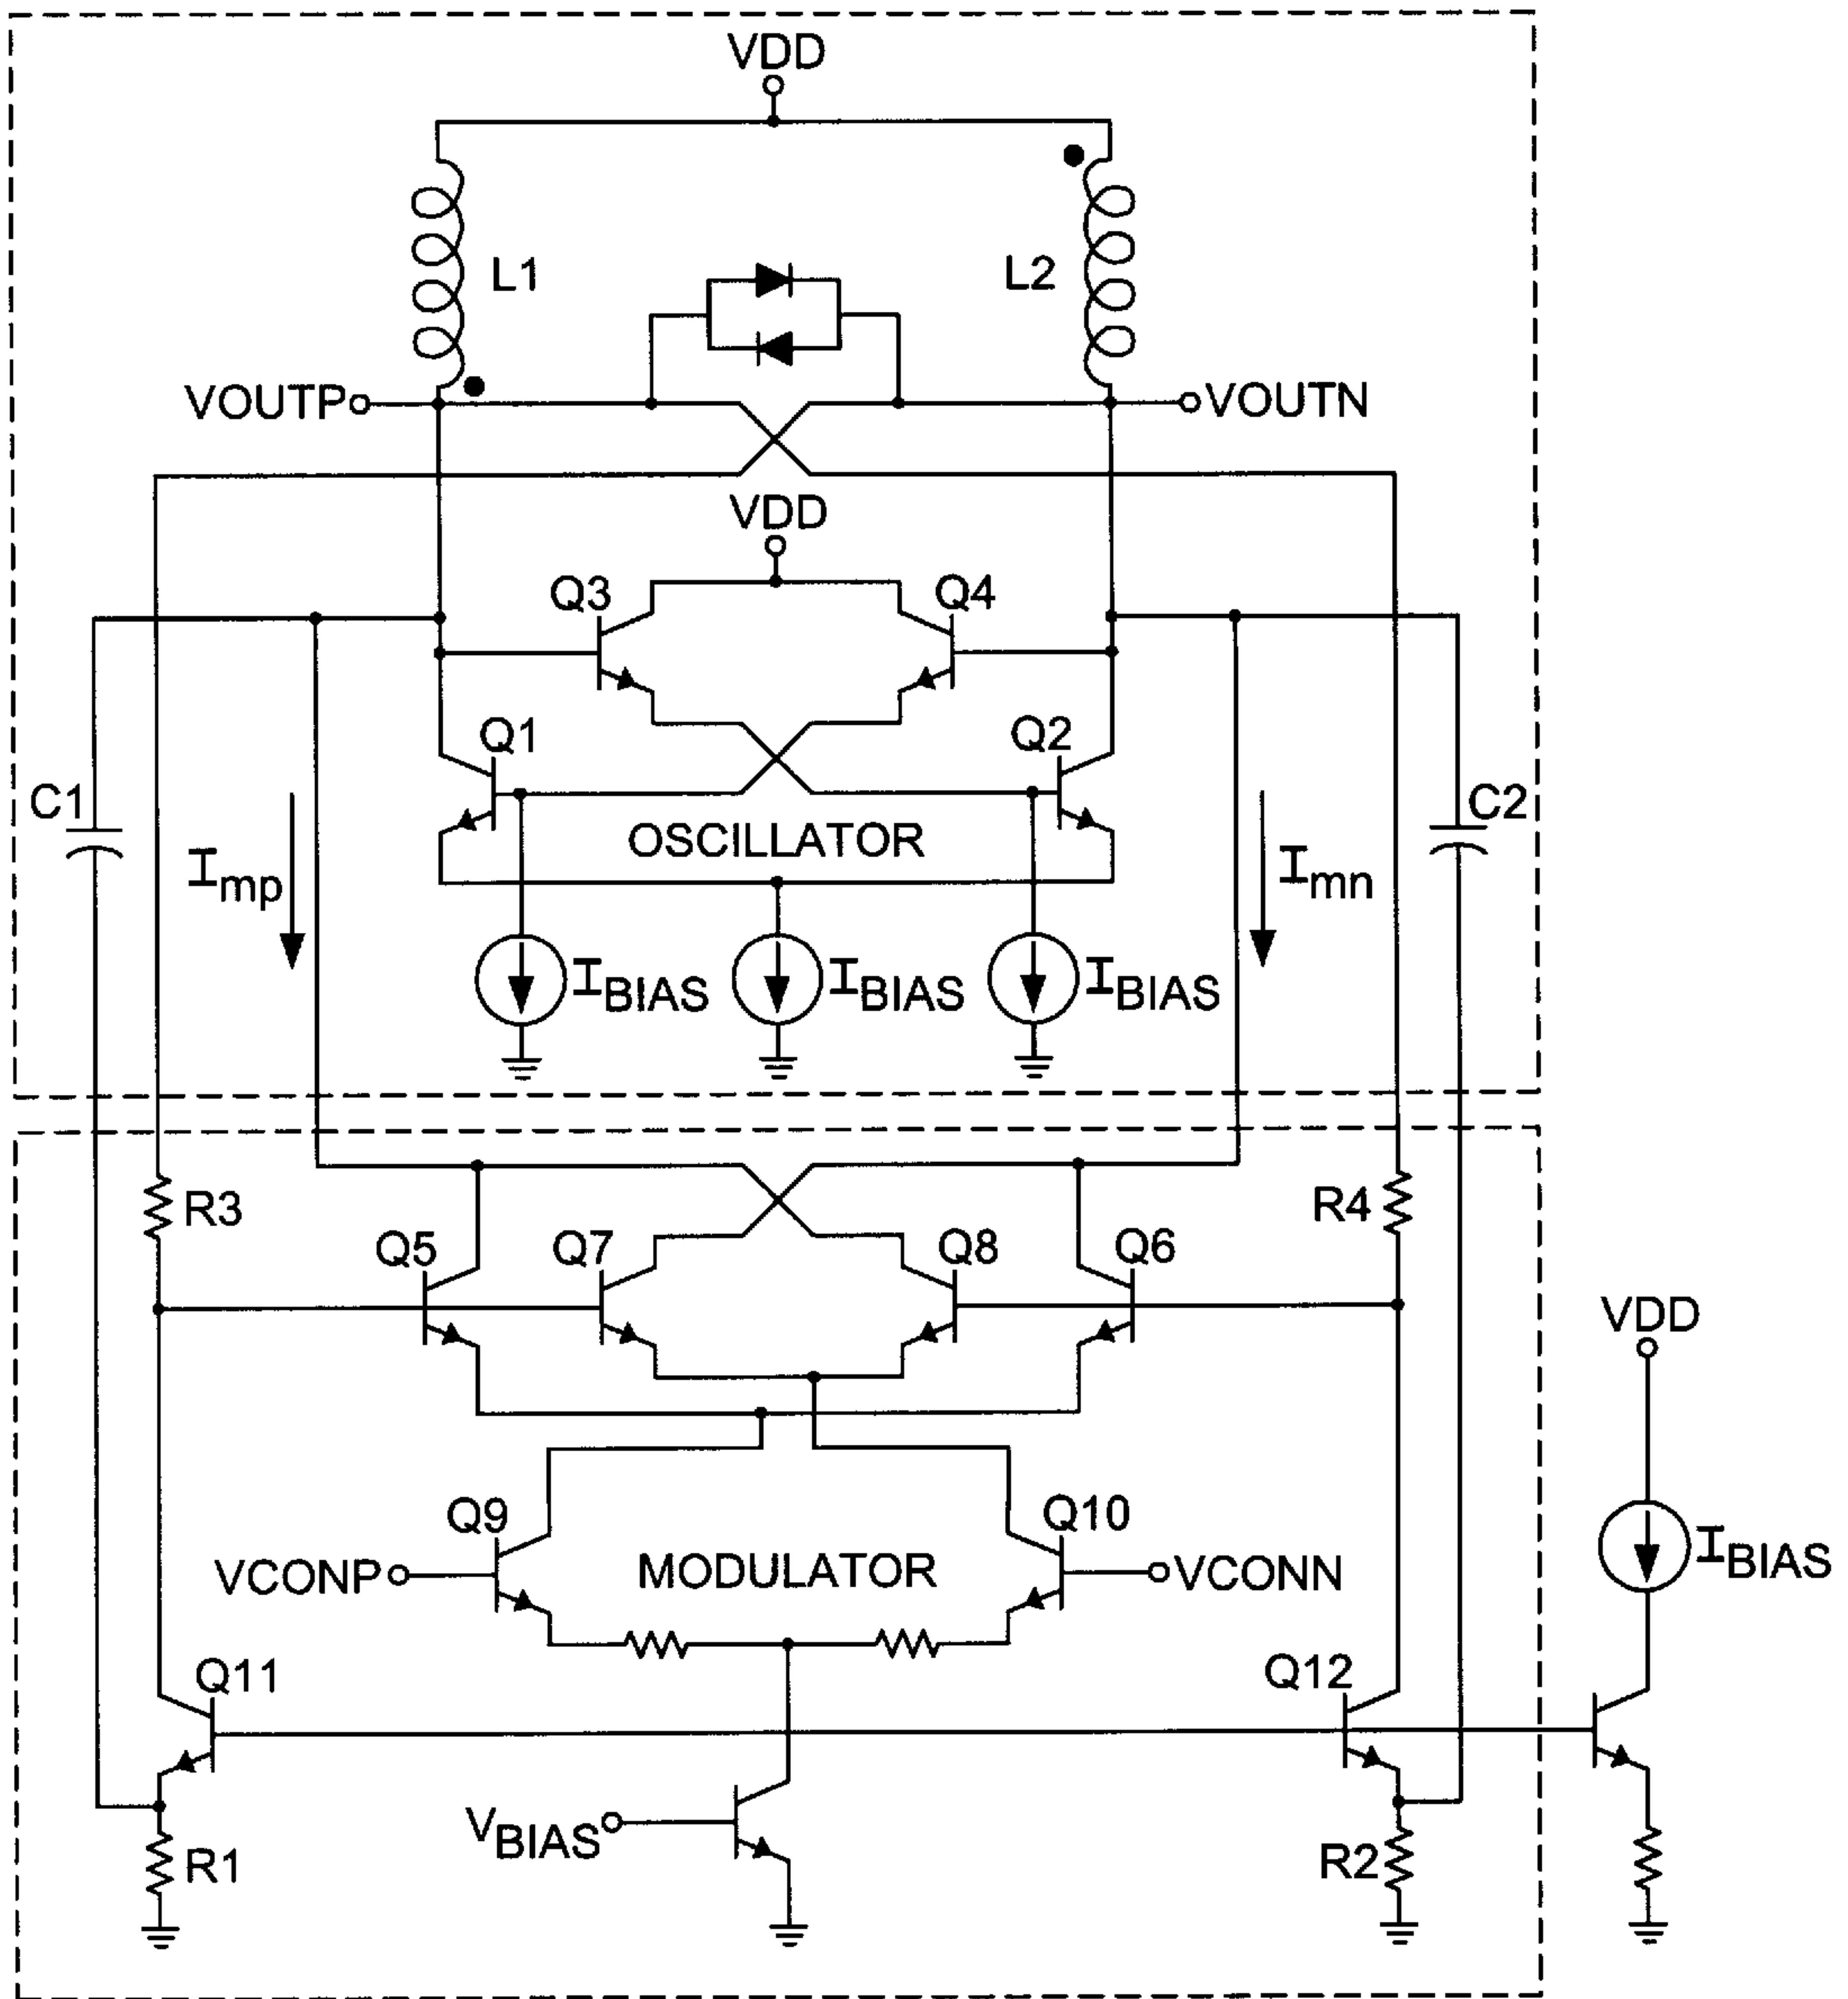 VDD
L1
L2
VOUTP
VOUTN
VDD
Q3
Q4
Q1
Q2
C1
C2
OSCILLATOR
Imp
Imn
IBIAS
IBIAS
IBIAS
R3
R4
Q5
Q7
Q8
Q6
VDD
Q9
Q10
VCONP
MODULATOR
VCONN
IBIAS
Q11
Q12
VBIAS
R1
R2